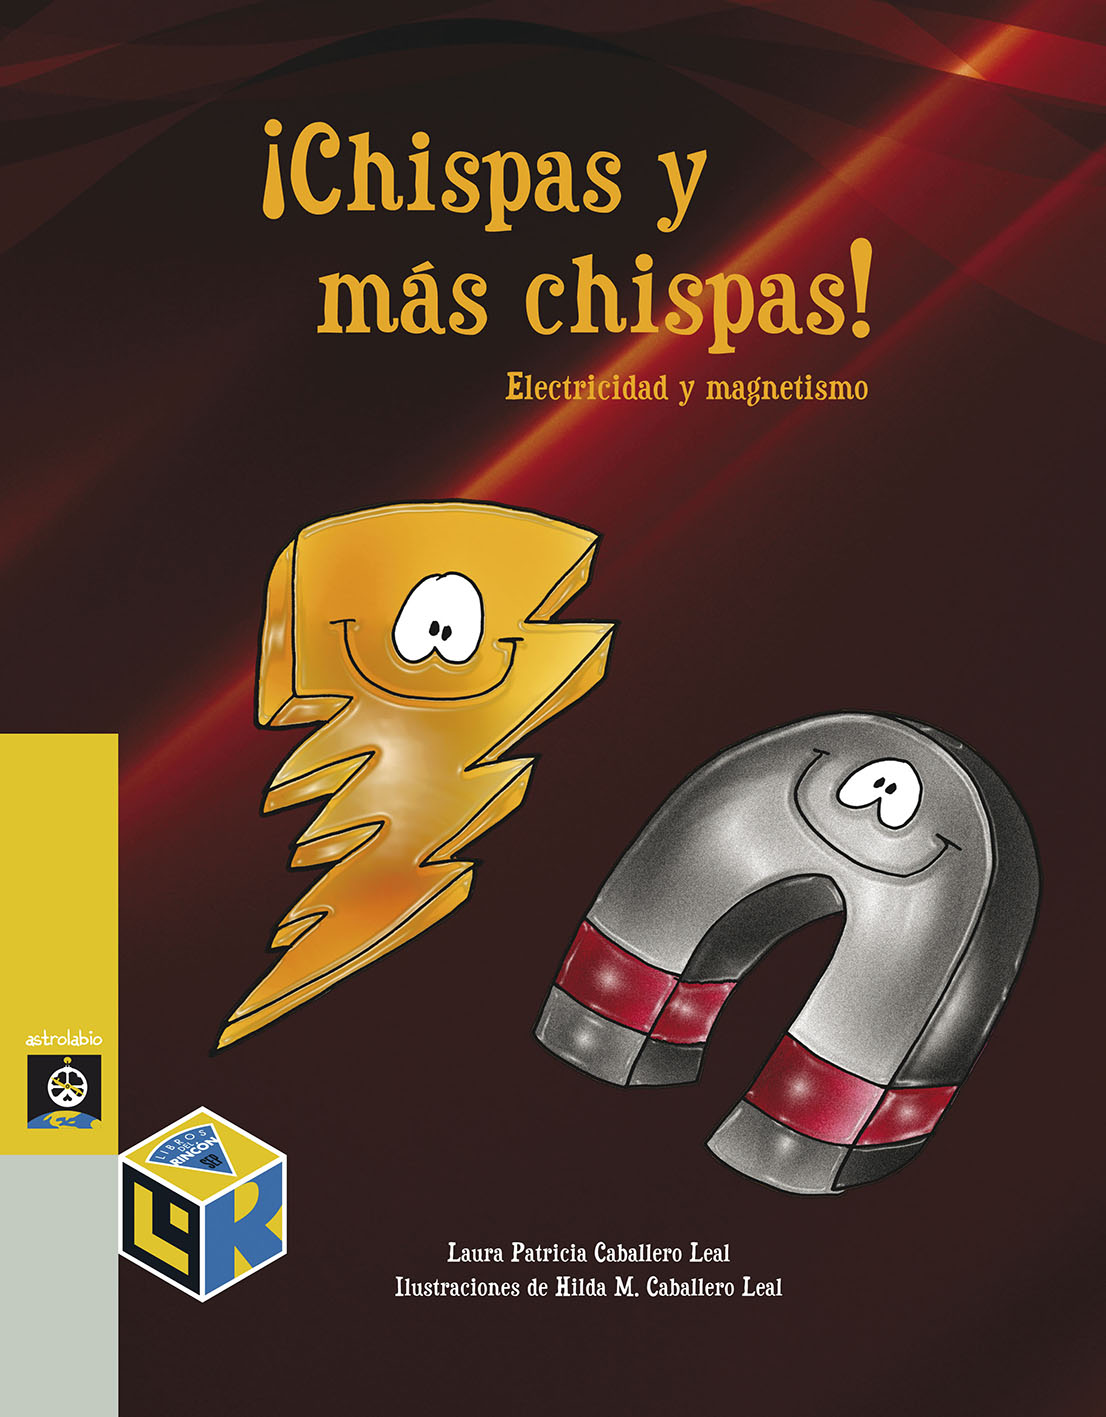 ¡Chispas y
más chispas!
Electricidad y magnetismo
astrolabio
LIBROS
DEL
RINCÓN
SEP
LR
Laura Patricia Caballero Leal
Ilustraciones de Hilda M. Caballero Leal